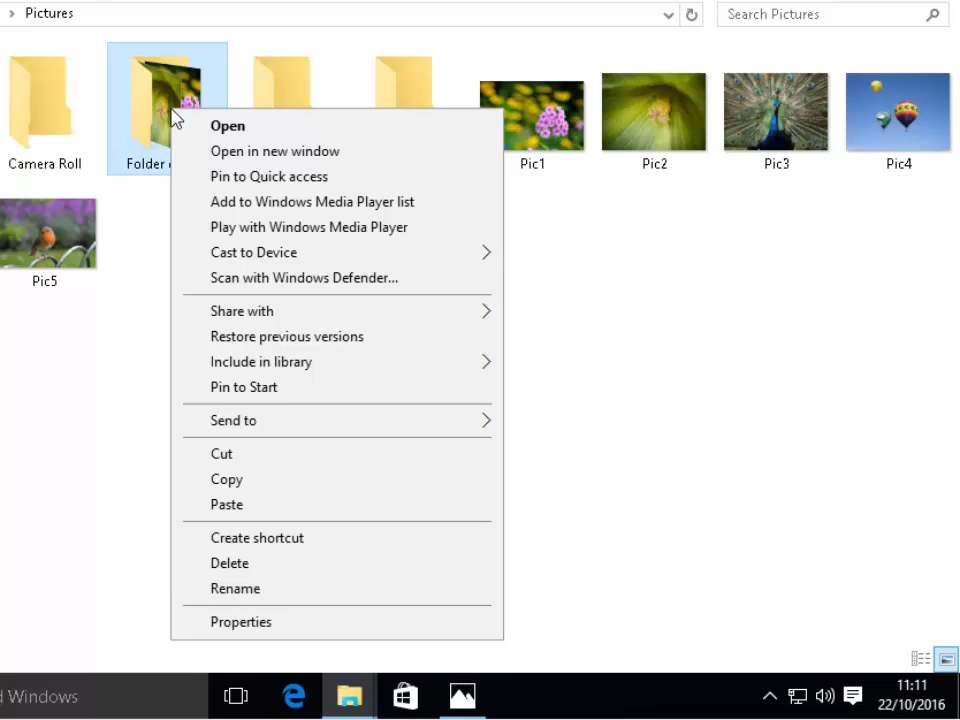 Pictures
Search Pictures
Camera Roll
Folder
Pic1
Pic2
Pic3
Pic4
Pic5
Open
Open in new window
Pin to Quick access
Add to Windows Media Player list
Play with Windows Media Player
Cast to Device
Scan with Windows Defender...
Share with
Restore previous versions
Include in library
Pin to Start
Send to
Cut
Copy
Paste
Create shortcut
Delete
Rename
Properties
Windows
11:11
22/10/2016